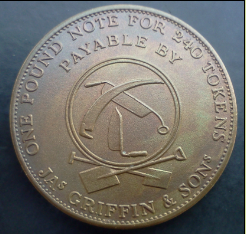 ONE POUND NOTE FOR 240 TOKENS
PAYABLE BY
JAS GRIFFIN & SONS